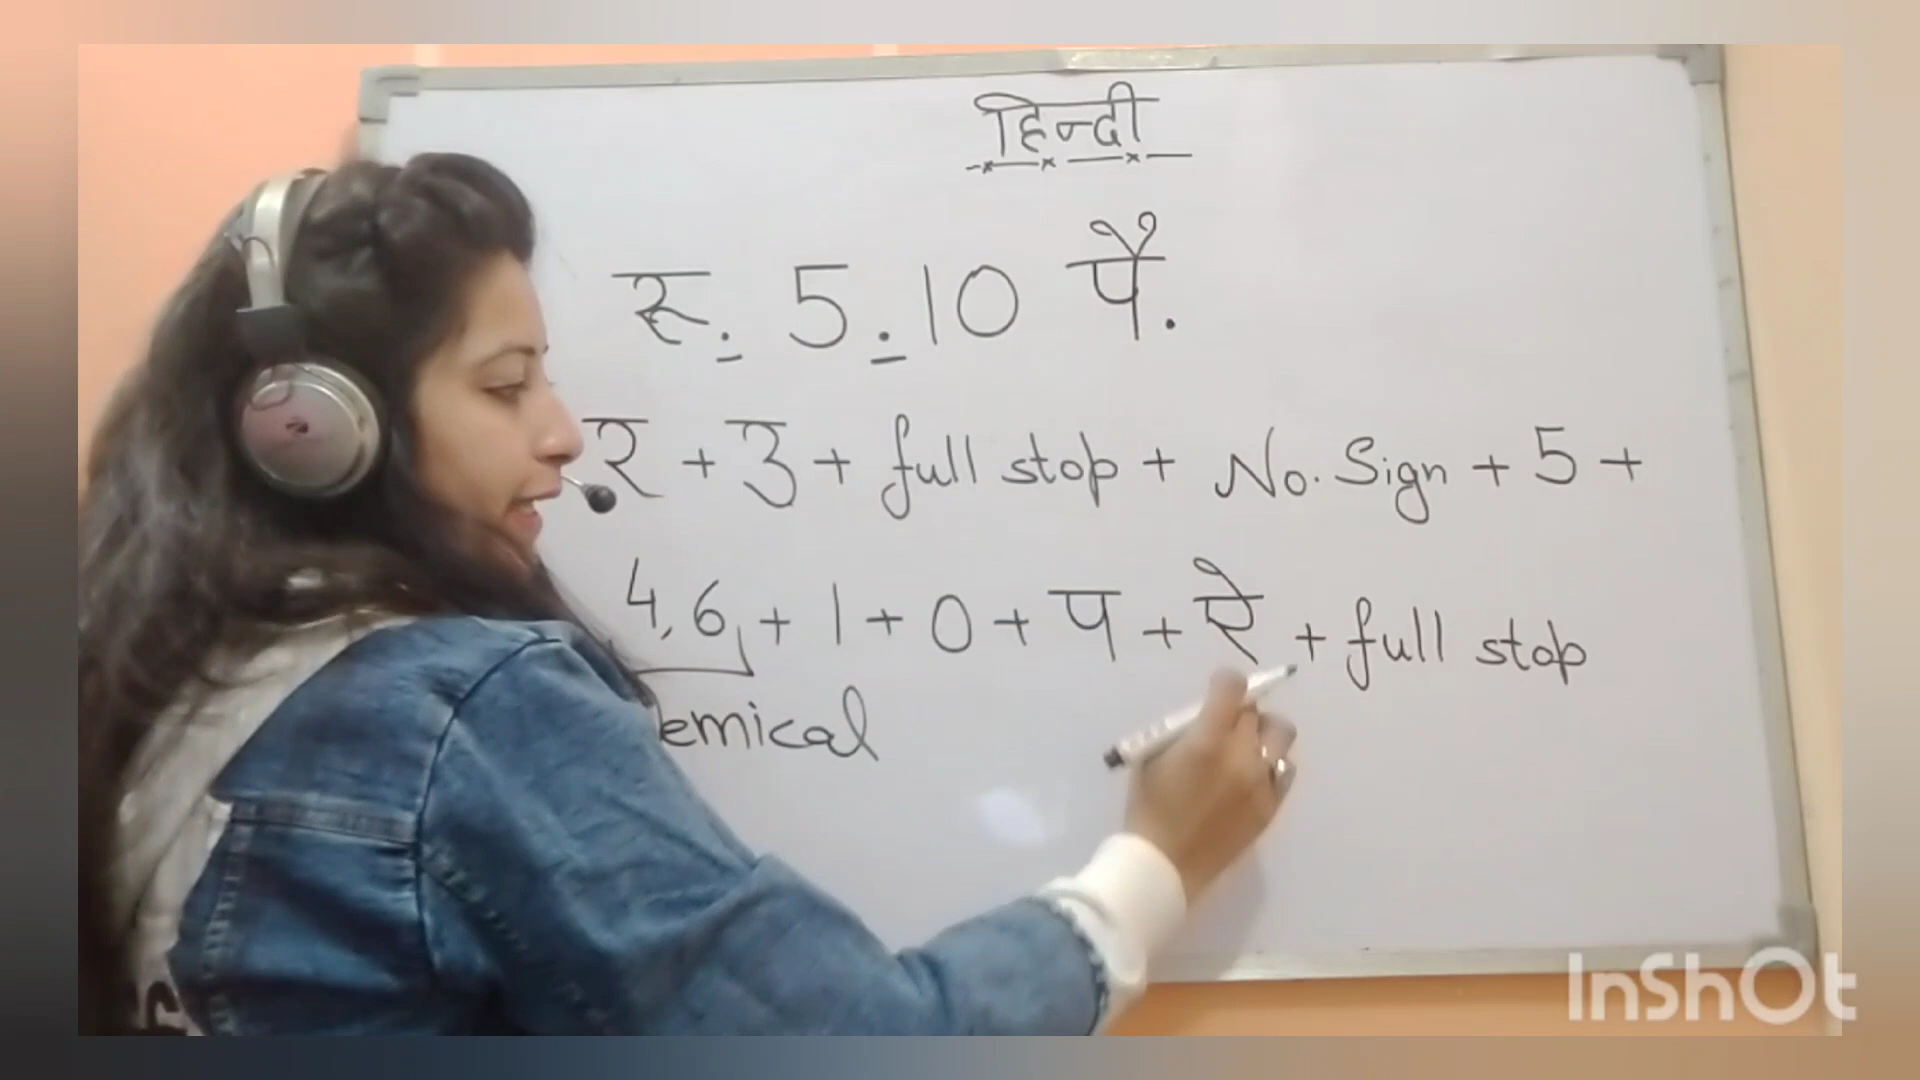 हिन्दी
रू. 5.10 पै.
र + उ + full stop + No. Sign + 5 +
4,6, + 1 + 0 + प + ऐ + full stop
emical
InShOt